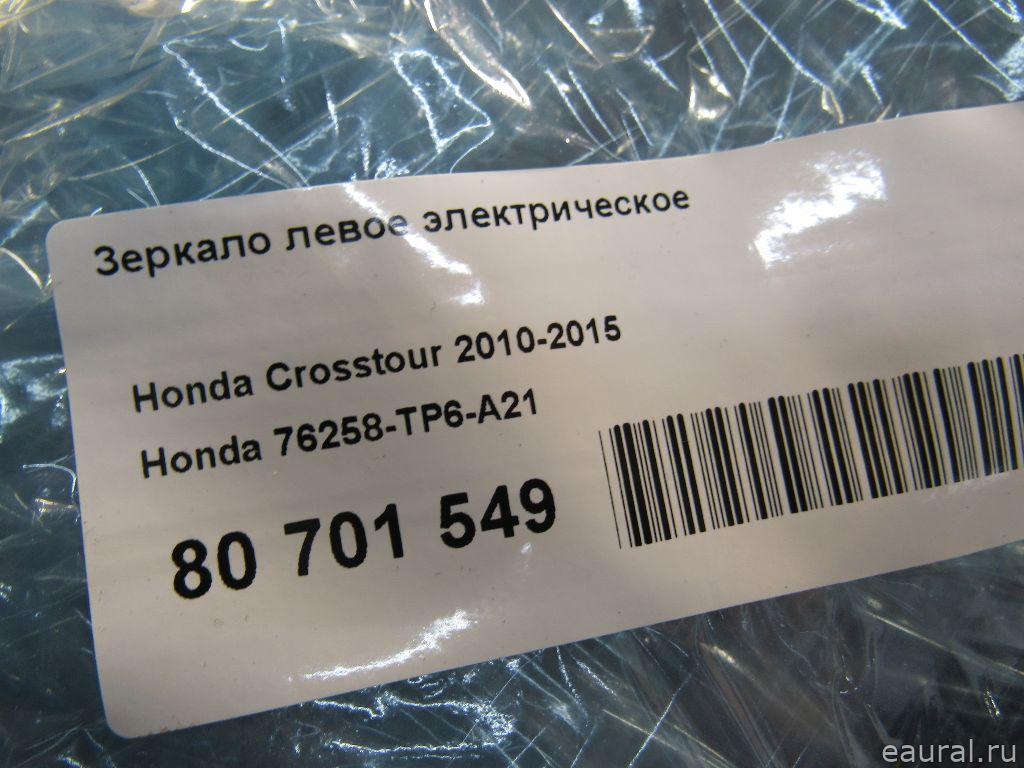 Зеркало левое электрическое
Honda Crosstour 2010-2015
Honda 76258-TP6-A21
80 701 549
eaural.ru